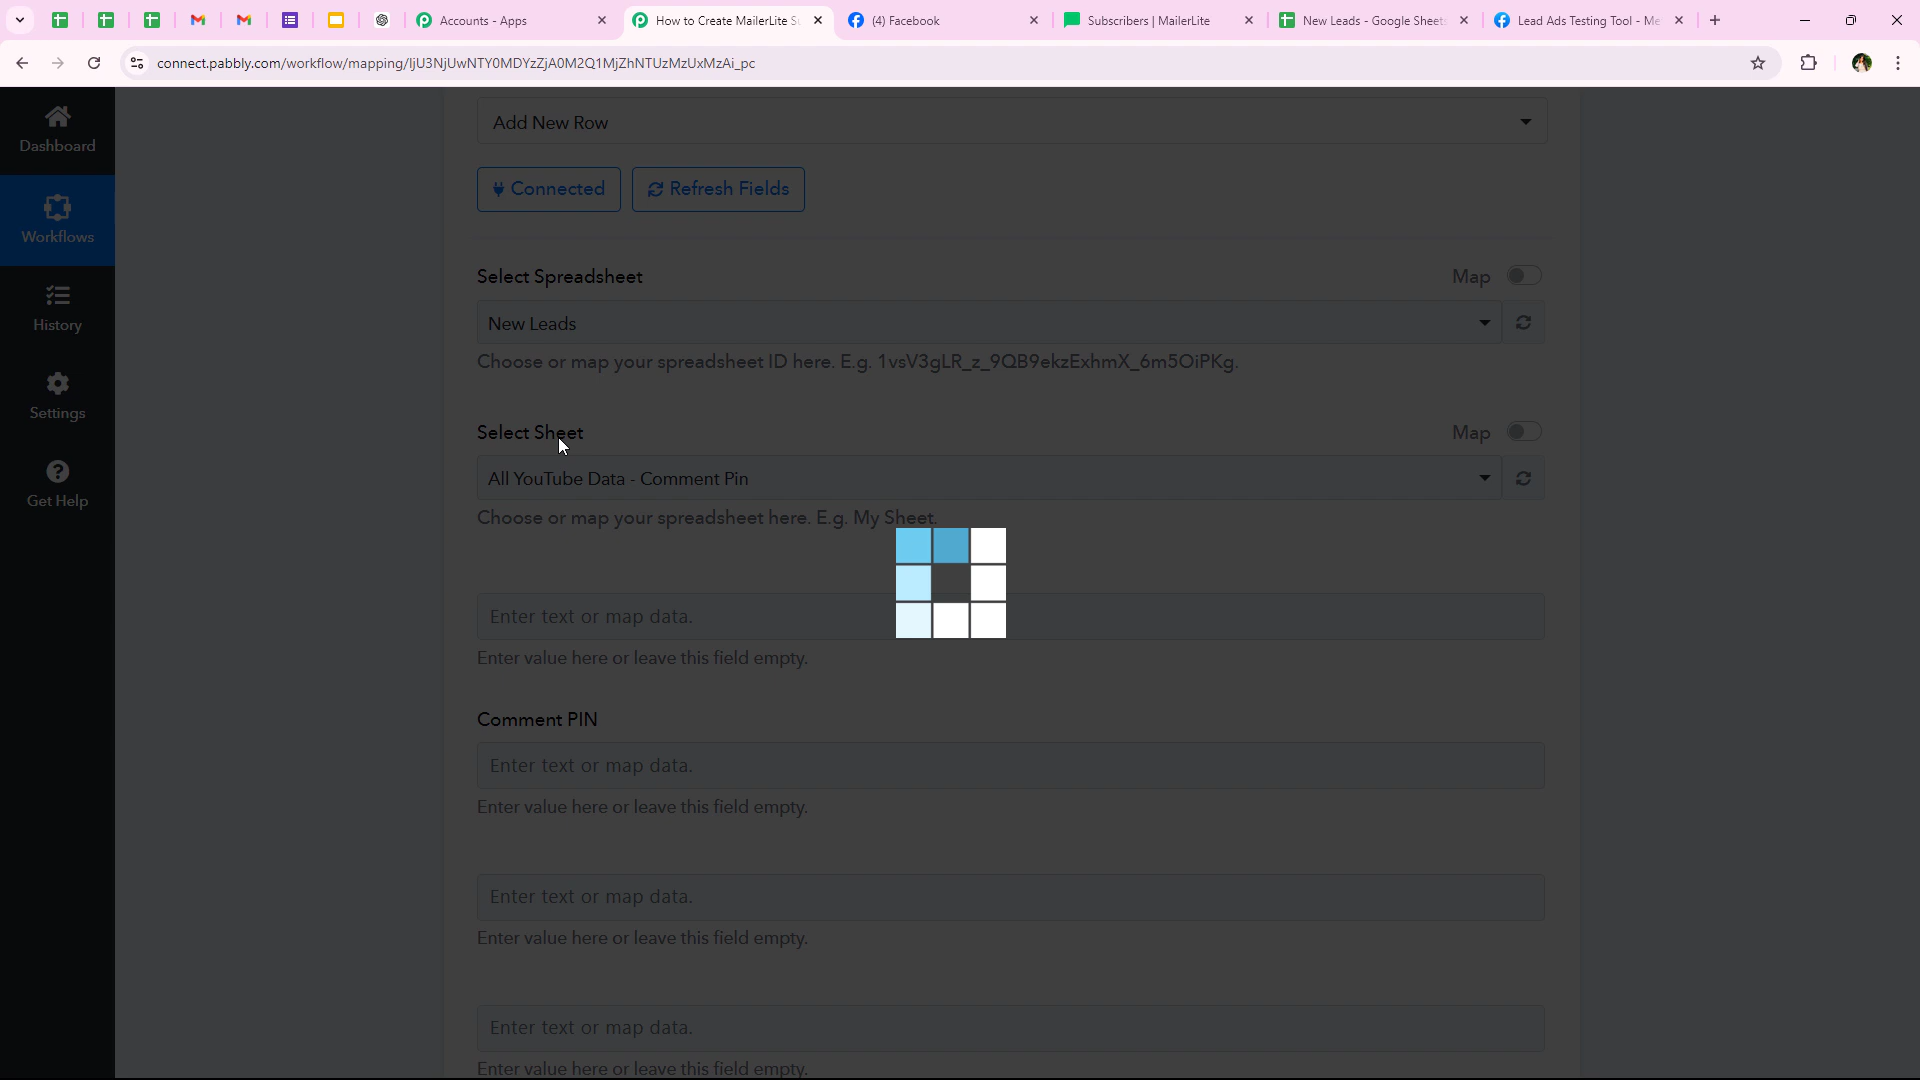 Accounts - Apps
How to Create MailerLite Su
(4) Facebook
Subscribers | MailerLite
New Leads - Google Sheets
Lead Ads Testing Tool - Me
connect.pabbly.com/workflow/mapping/IjU3NjUwNTY0MDYzZjA0M2Q1MjZhNTUzMzUxMzAi_pc
Dashboard
Workflows
History
Settings
Get Help
Add New Row
Connected
Refresh Fields
Select Spreadsheet
Map
New Leads
Choose or map your spreadsheet ID here. E.g. 1vsV3gLR_z_9QB9ekzExhmX_6m5OiPKg.
Select Sheet
Map
All YouTube Data - Comment Pin
Choose or map your spreadsheet here. E.g. My Sheet.
Enter text or map data.
Enter value here or leave this field empty.
Comment PIN
Enter text or map data.
Enter value here or leave this field empty.
Enter text or map data.
Enter value here or leave this field empty.
Enter text or map data.
Enter value here or leave this field empty.